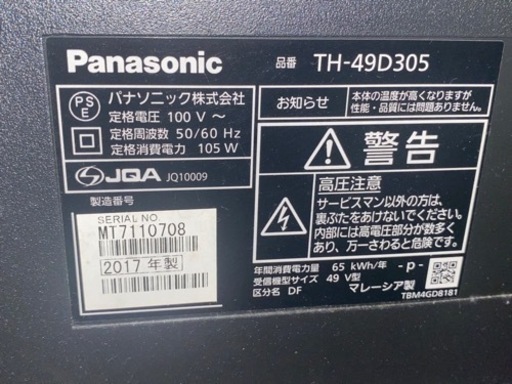 Panasonic
品番 TH-49D305
PS
E
パナソニック株式会社
定格電圧 100 V ～
定格周波数 50/60 Hz
定格消費電力 105 W
JQA JQ10009
製造番号
SERIAL NO.
MT7110708
2017 年製
お知らせ
本体の温度が高くなりますが
性能・品質には問題ありません。
警告
高圧注意
サービスマン以外の方は、
裏ぶたをあけないでください。
内部には高電圧部分が数多く
あり、万一さわると危険です。
年間消費電力量 65 kWh/年 -p-
受信機型サイズ 49 V型
区分名 DF マレーシア製
TBM4GD8181